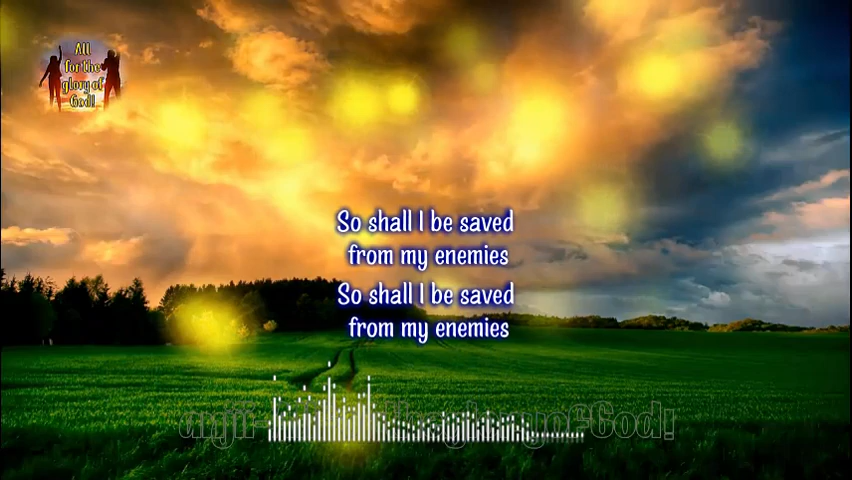 All
for the
glory of
God!
So shall I be saved
from my enemies
So shall I be saved
from my enemies
thegloryofGod!